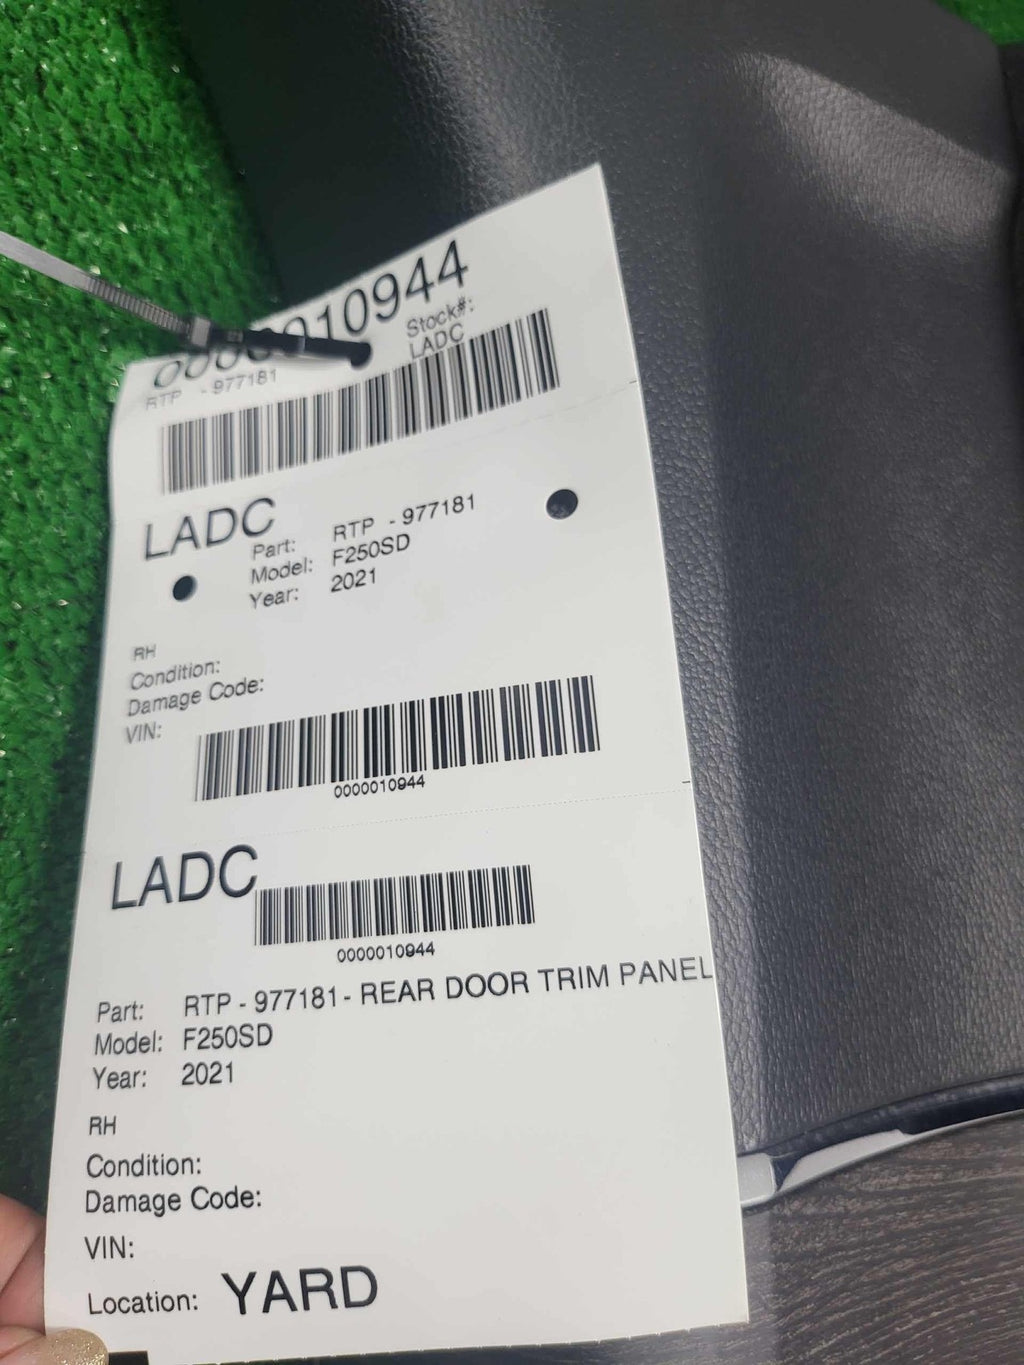 0000010944
Stock#:
RTP - 977181
LADC
LADC
Part: RTP - 977181
Model: F250SD
Year: 2021
RH
Condition:
Damage Code:
VIN:
0000010944
LADC
0000010944
Part: RTP - 977181 - REAR DOOR TRIM PANEL
Model: F250SD
Year: 2021
RH
Condition:
Damage Code:
VIN:
Location: YARD